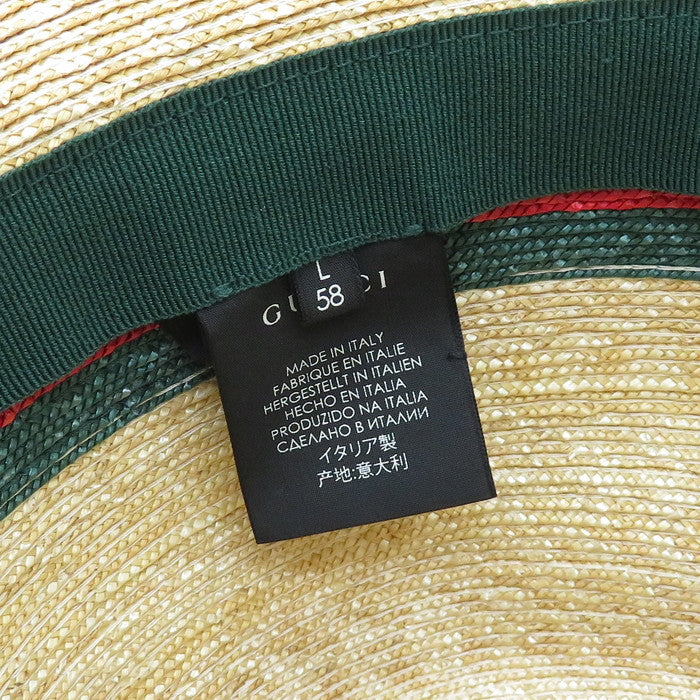 L
58
GUCCI
MADE IN ITALY
FABRIQUE EN ITALIE
HERGESTELLT IN ITALIEN
HECHO EN ITALIA
PRODUZIDO NA ITALIA
СДЕЛАНО В ИТАЛИИ
イタリア製
产地:意大利